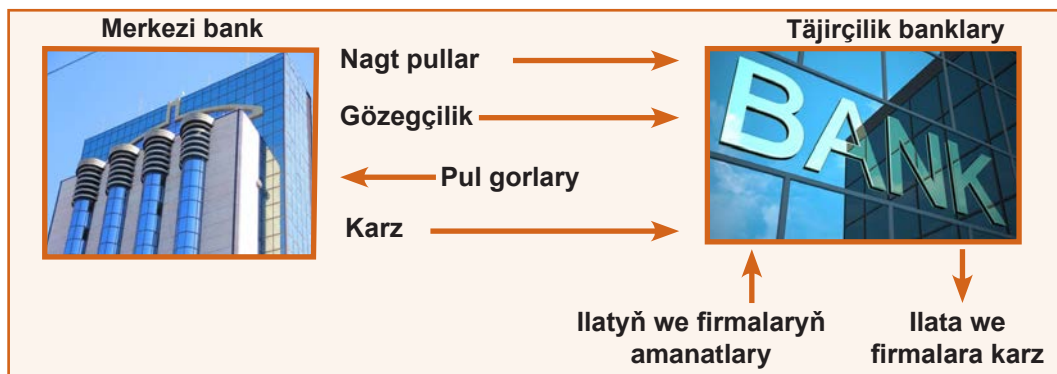 Merkezi bank
Täjirçilik banklary
Nagt pullar
Gözegçilik
Pul gorlary
Karz
BANK
Ilatyň we firmalaryň
amanatlary
Ilata we
firmalara karz